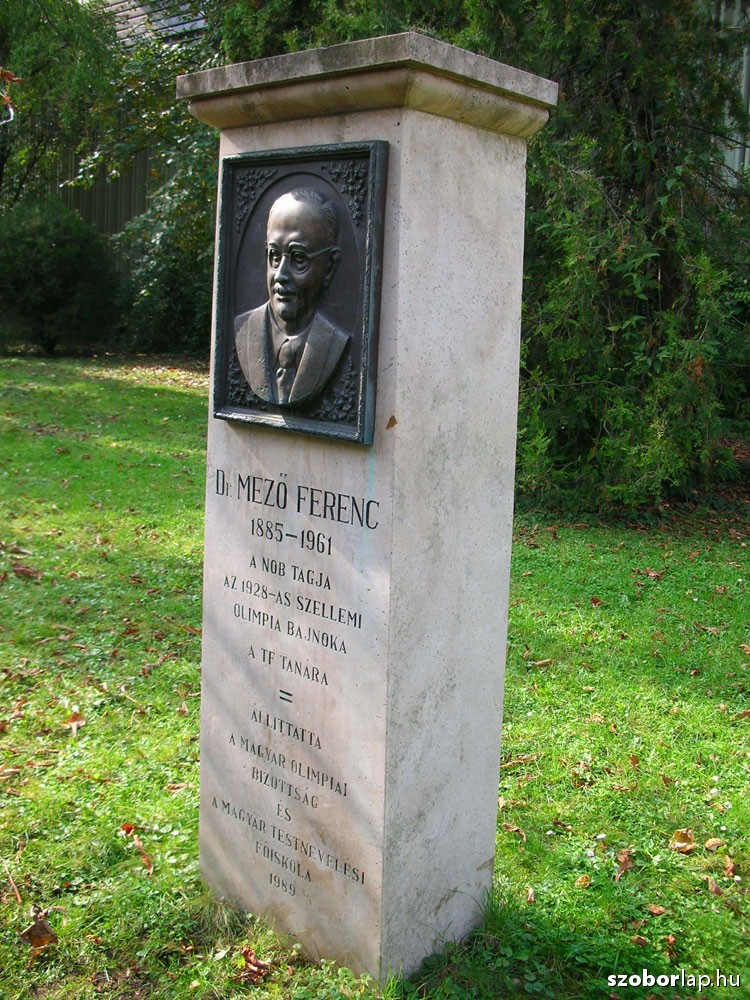 Dr. MEZŐ FERENC
1885–1961
A NOB TAGJA
AZ 1928-AS SZELLEMI
OLIMPIA BAJNOKA
A TF TANÁRA
=
ÁLLITTATTA
A MAGYAR OLIMPIAI
BIZOTTSÁG
ÉS
A MAGYAR TESTNEVELÉSI
FŐISKOLA
1989
szoborlap.hu